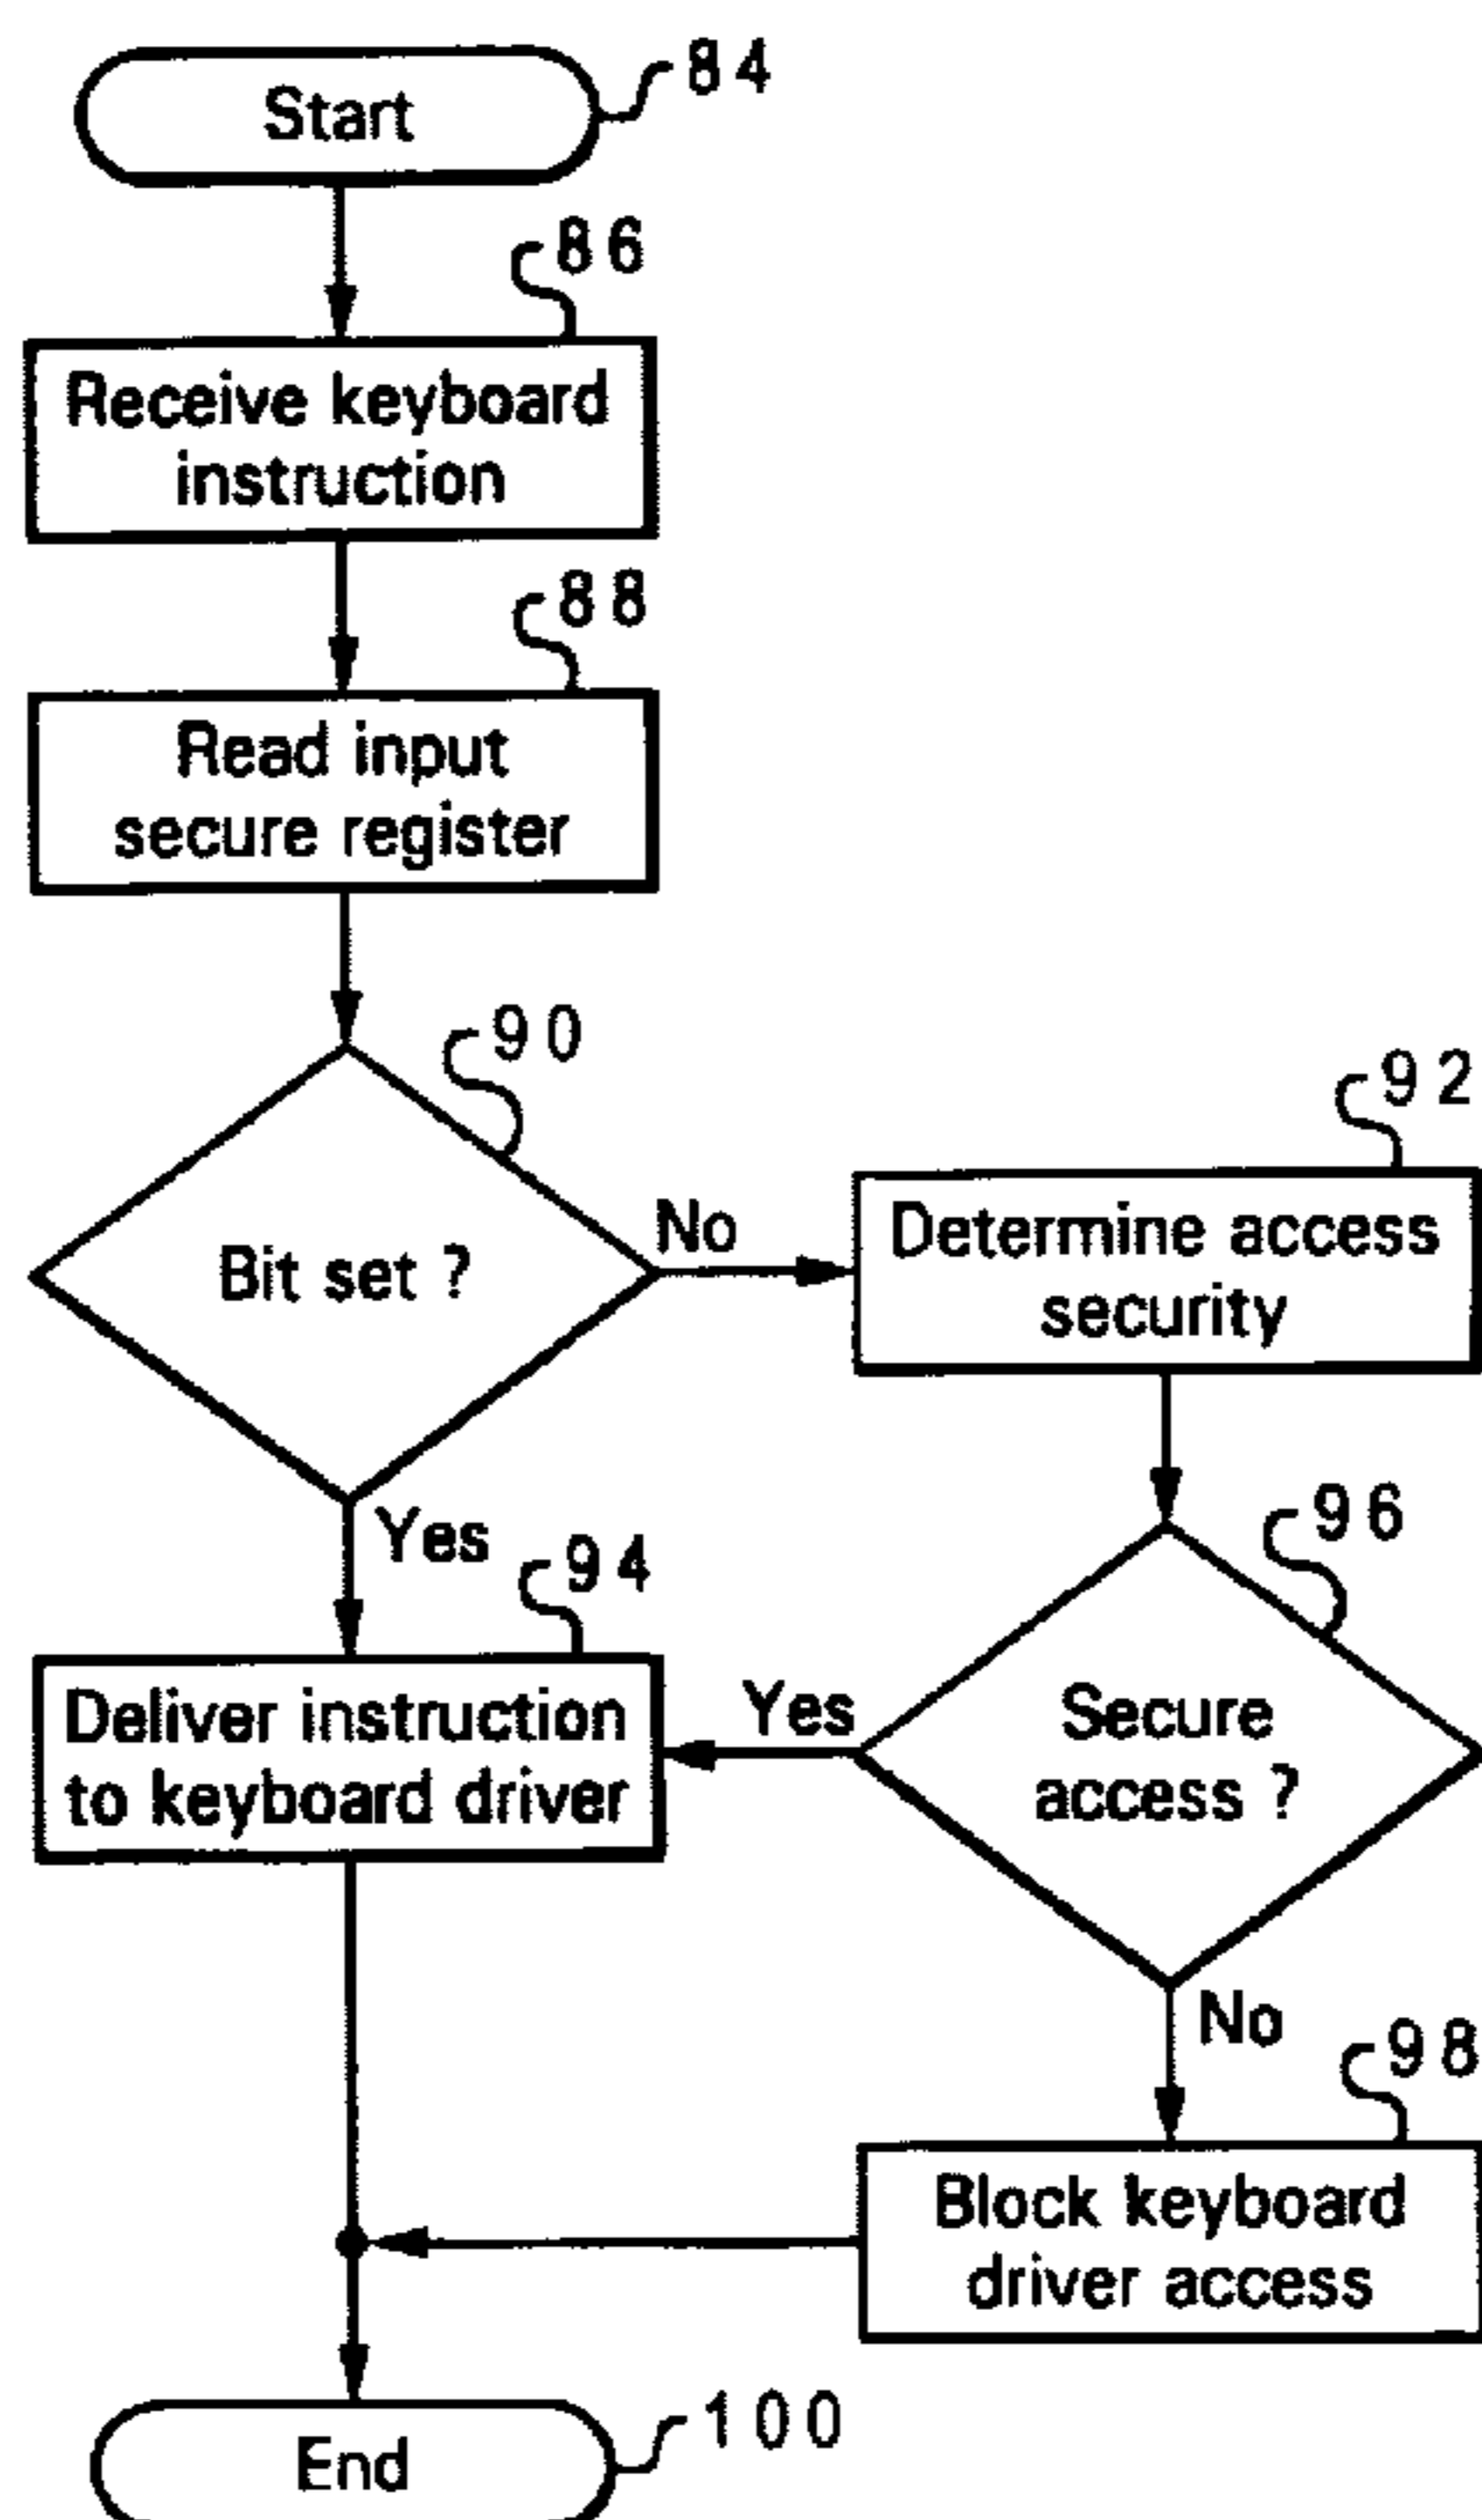 Start
84
86
Receive keyboard
instruction
88
Read input
secure register
90
Bit set ?
No
92
Determine access
security
Yes
94
Deliver instruction
to keyboard driver
96
Secure
access ?
Yes
No
98
Block keyboard
driver access
End
100